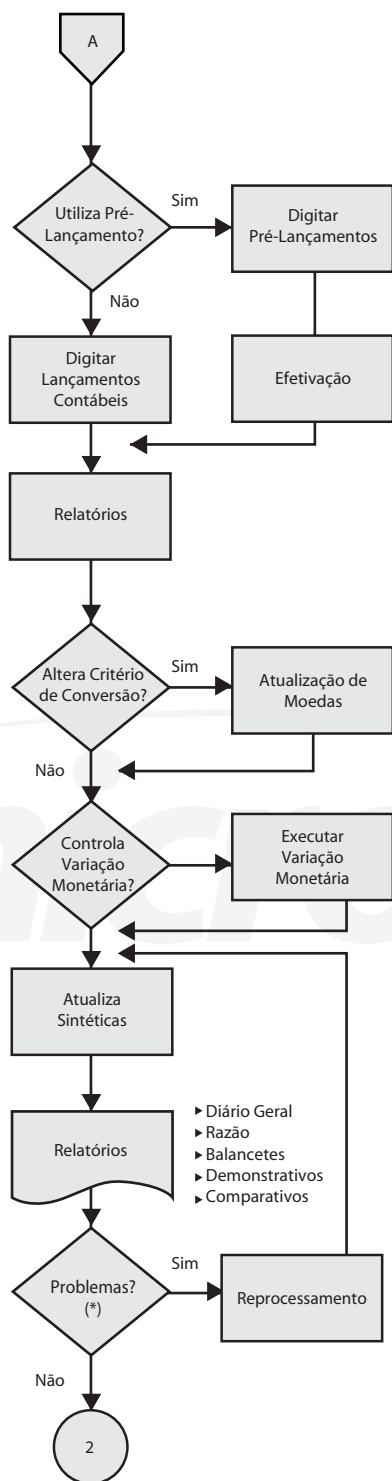 A
Utiliza Pré-
Lançamento?
Sim
Digitar
Pré-Lançamentos
Não
Digitar
Lançamentos
Contábeis
Efetivação
Relatórios
Altera Critério
de Conversão?
Sim
Atualização de
Moedas
Não
Controla
Variação
Monetária?
Executar
Variação
Monetária
Atualiza
Sintéticas
Relatórios
▶ Diário Geral
▶ Razão
▶ Balancetes
▶ Demonstrativos
▶ Comparativos
Problemas?
(*)
Sim
Reprocessamento
Não
2
micro